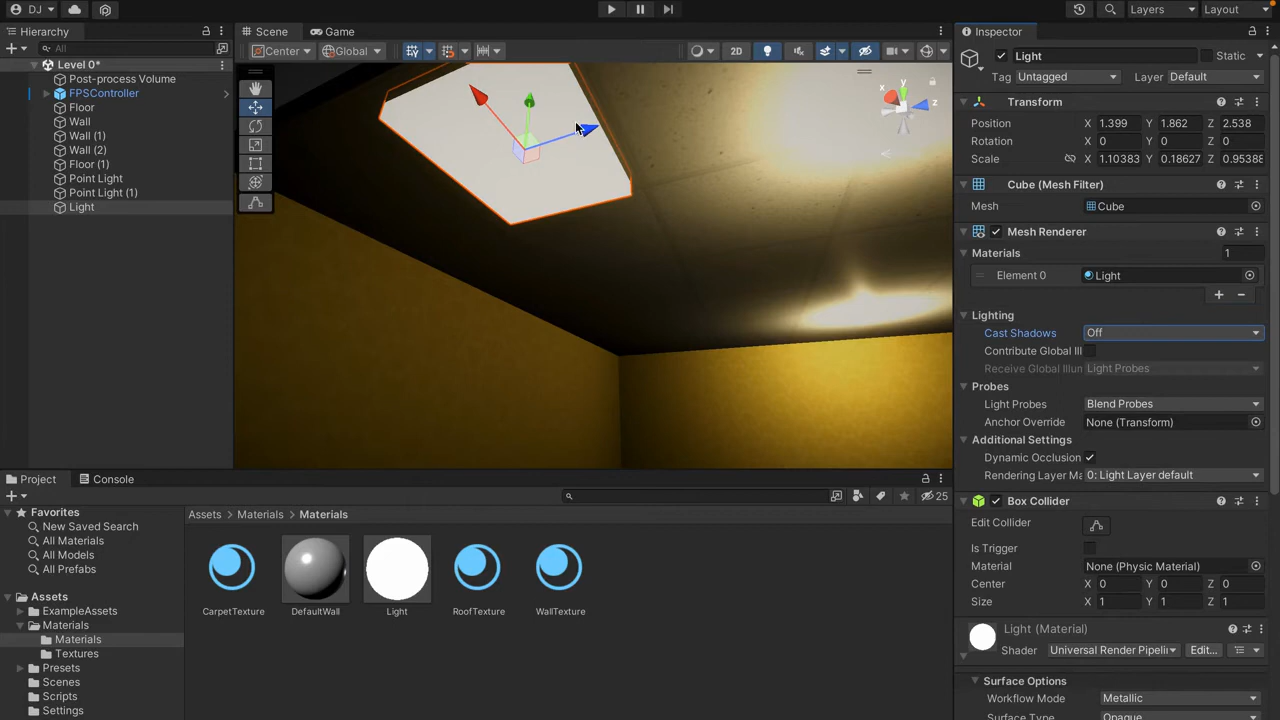 DJ
Layers
Layout
Hierarchy
All
Level 0*
Post-process Volume
FPSController
Floor
Wall
Wall (1)
Wall (2)
Floor (1)
Point Light
Point Light (1)
Light
Scene
Game
Center
Global
2D
x
y
z
Inspector
Light
Static
Tag
Untagged
Layer
Default
Transform
Position
X
1.399
Y
1.862
Z
2.538
Rotation
X
0
Y
0
Z
0
Scale
X
1.10383
Y
0.18627
Z
0.95388
Cube (Mesh Filter)
Mesh
Cube
Mesh Renderer
Materials
1
Element 0
Light
Lighting
Cast Shadows
Off
Contribute Global Ill
Receive Global Illum
Light Probes
Probes
Light Probes
Blend Probes
Anchor Override
None (Transform)
Additional Settings
Dynamic Occlusion
Rendering Layer Ma
0: Light Layer default
Box Collider
Edit Collider
Is Trigger
Material
None (Physic Material)
Center
X
0
Y
0
Z
0
Size
X
1
Y
1
Z
1
Light (Material)
Shader
Universal Render Pipeli
Edit...
Surface Options
Workflow Mode
Metallic
Surface Type
Opaque
Project
Console
25
Favorites
New Saved Search
All Materials
All Models
All Prefabs
Assets
ExampleAssets
Materials
Materials
Textures
Presets
Scenes
Scripts
Settings
Assets > Materials > Materials
CarpetTexture
DefaultWall
Light
RoofTexture
WallTexture